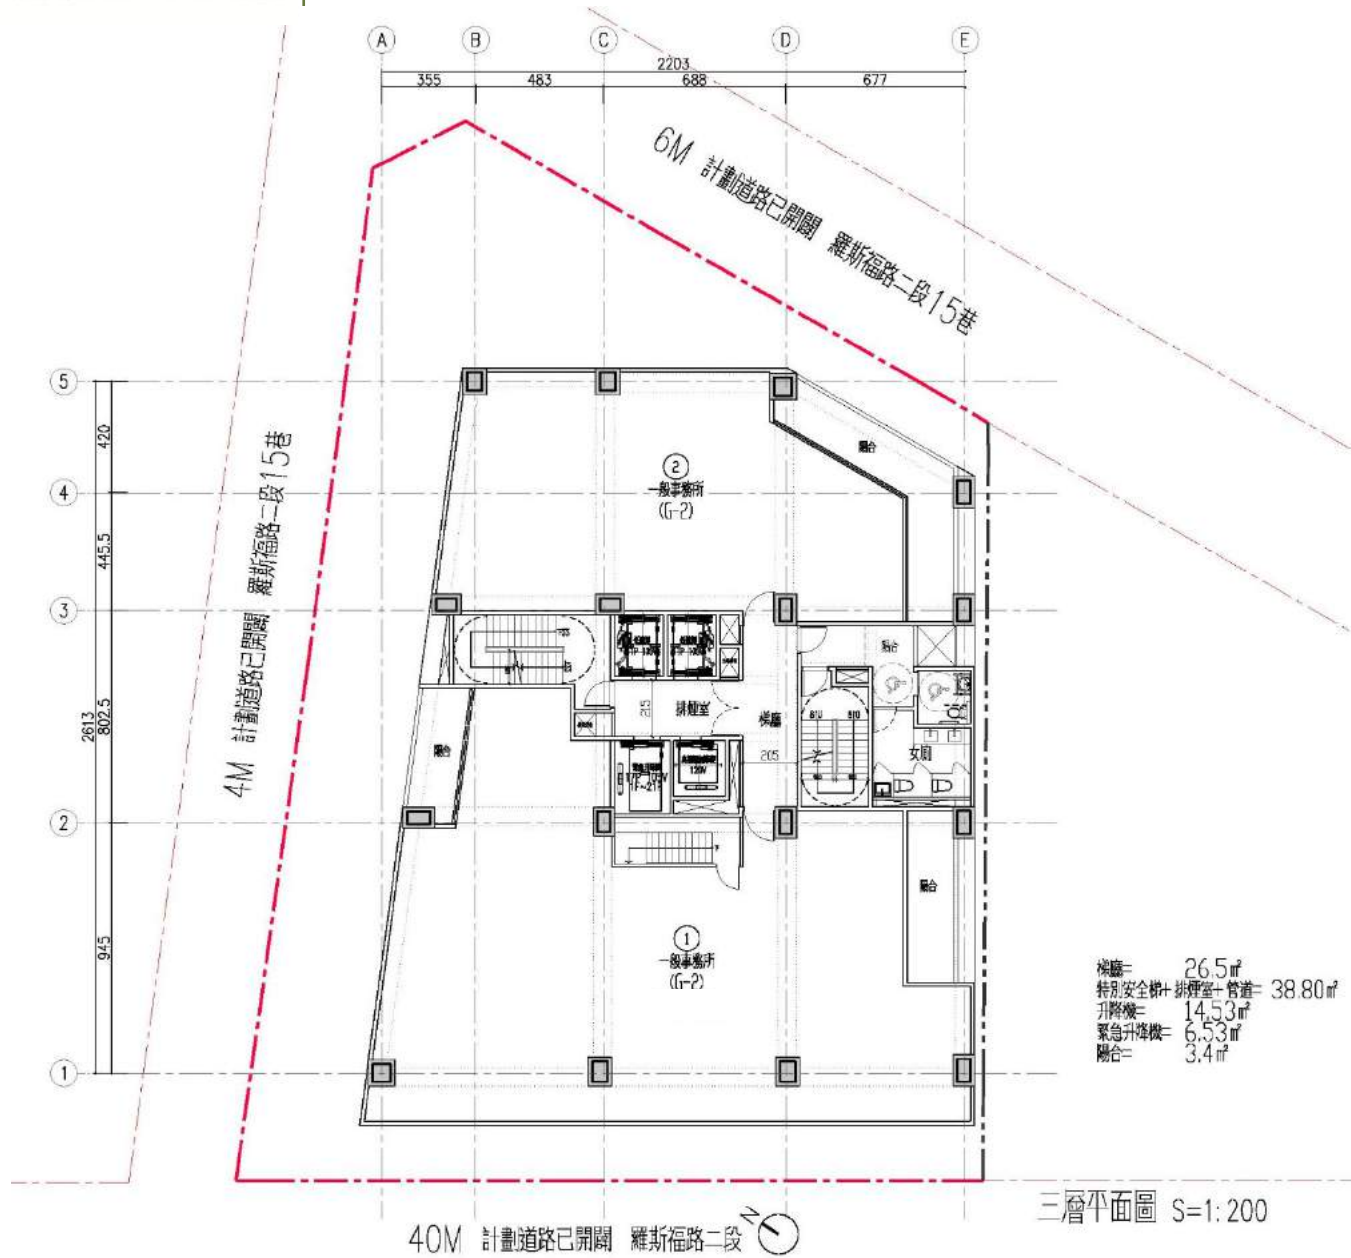 A B C D E
2203
355 483 688 677
6M 計劃道路已開闢 羅斯福路二段15巷
5
420
4
445.5
3
2613
802.5
2
945
1
4M 計劃道路已開闢 羅斯福路二段15巷
陽台
2
一般事務所
(G-2)
陽台
排煙室
梯廳
215
205
810 810
女廁
陽台
120V
1F~21F
陽台
1
一般事務所
(G-2)
梯廳= 26.5㎡
特別安全梯+排煙室+管道= 38.80㎡
升降機= 14.53㎡
緊急升降機= 6.53㎡
陽台= 3.4㎡
三層平面圖 S=1:200
N
40M 計劃道路已開闢 羅斯福路二段